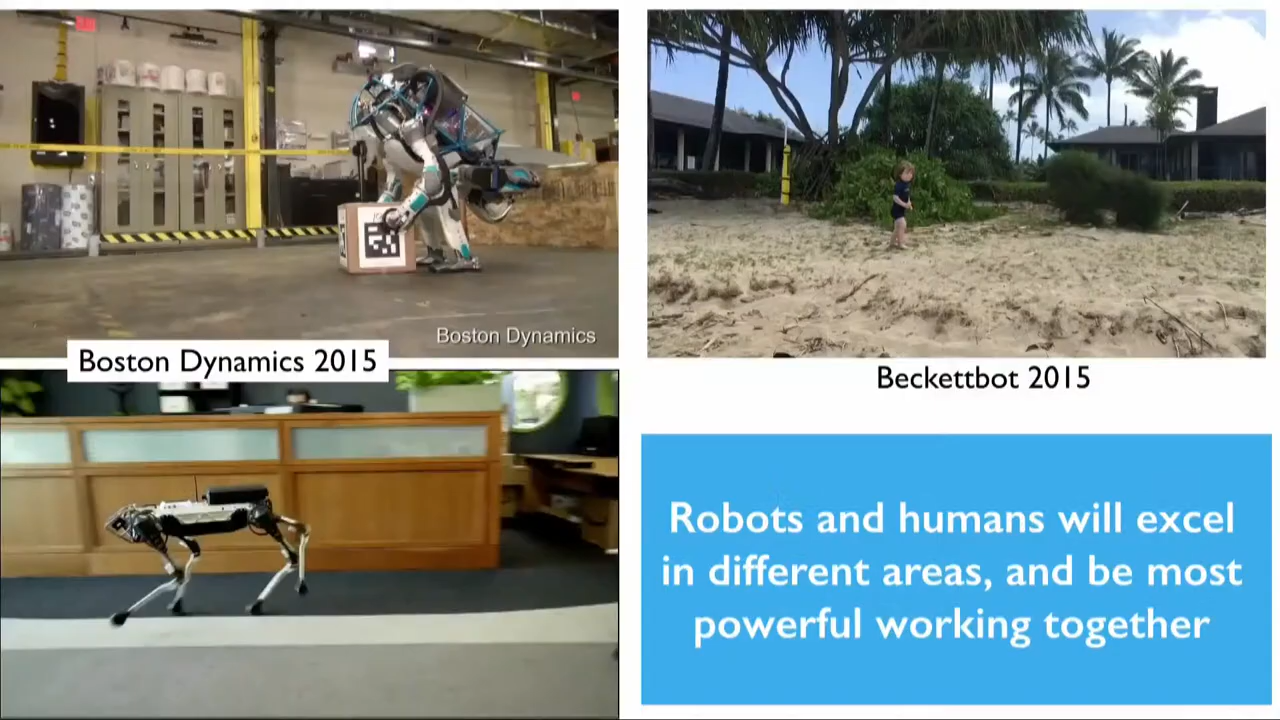 Boston Dynamics
Boston Dynamics 2015
Beckettbot 2015
Robots and humans will excel
in different areas, and be most
powerful working together